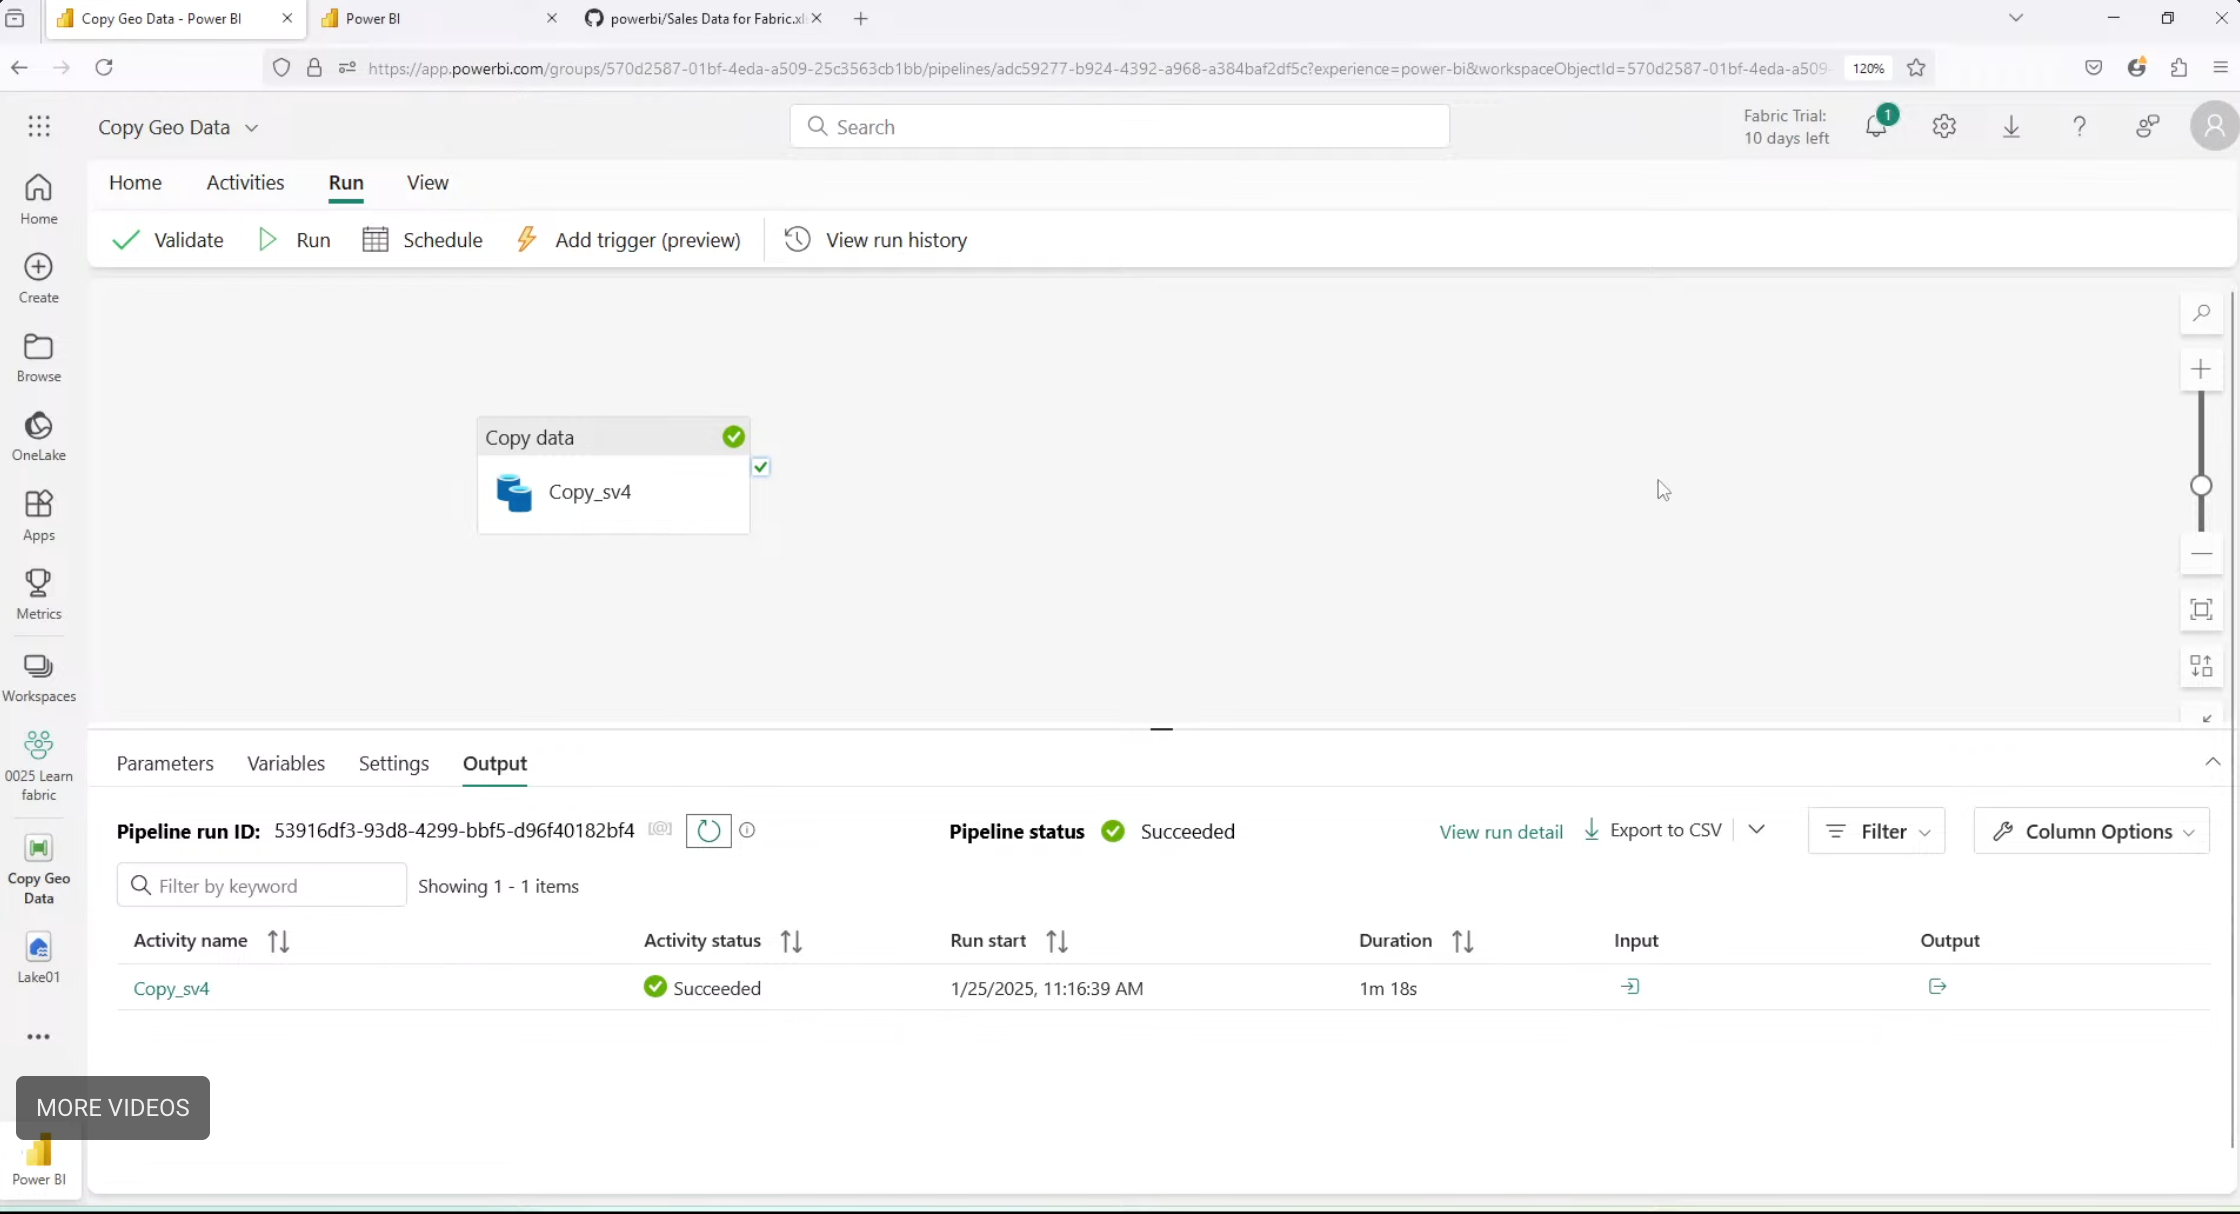 Copy Geo Data - Power BI
Power BI
powerbi/Sales Data for Fabric.xl
https://app.powerbi.com/groups/570d2587-01bf-4eda-a509-25c3563cb1bb/pipelines/adc59277-b924-4392-a968-a384baf2df5c?experience=power-bi&workspaceObjectId=570d2587-01bf-4eda-a509-
120%
Copy Geo Data
Search
Fabric Trial:
10 days left
1
Home
Activities
Run
View
Validate
Run
Schedule
Add trigger (preview)
View run history
Home
Create
Browse
OneLake
Apps
Metrics
Workspaces
0025 Learn
fabric
Copy Geo
Data
Lake01
MORE VIDEOS
Power BI
Copy data
Copy_sv4
Parameters
Variables
Settings
Output
Pipeline run ID: 53916df3-93d8-4299-bbf5-d96f40182bf4 [@]
Pipeline status Succeeded
View run detail
Export to CSV
Filter
Column Options
Filter by keyword
Showing 1 - 1 items
Activity name Activity status Run start Duration Input Output
Copy_sv4 Succeeded 1/25/2025, 11:16:39 AM 1m 18s